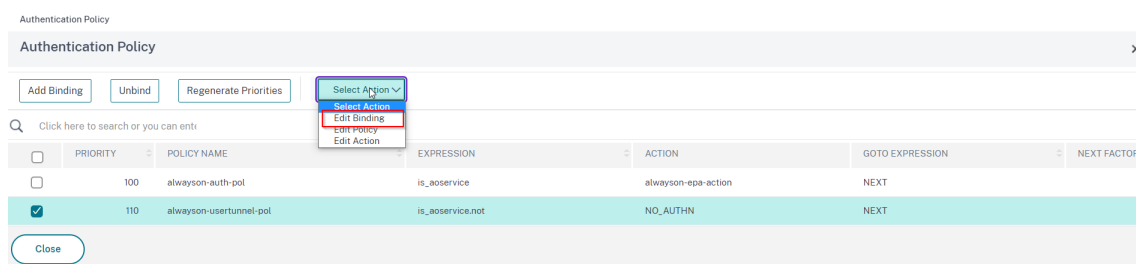 Authentication Policy
Authentication Policy
Add Binding Unbind Regenerate Priorities Select Action
Select Action
Edit Binding
Edit Policy
Edit Action
Click here to search or you can ente
PRIORITY POLICY NAME EXPRESSION ACTION GOTO EXPRESSION NEXT FACTOR
100 alwayson-auth-pol is_aoservice alwayson-epa-action NEXT
110 alwayson-usertunnel-pol is_aoservice.not NO_AUTHN NEXT
Close